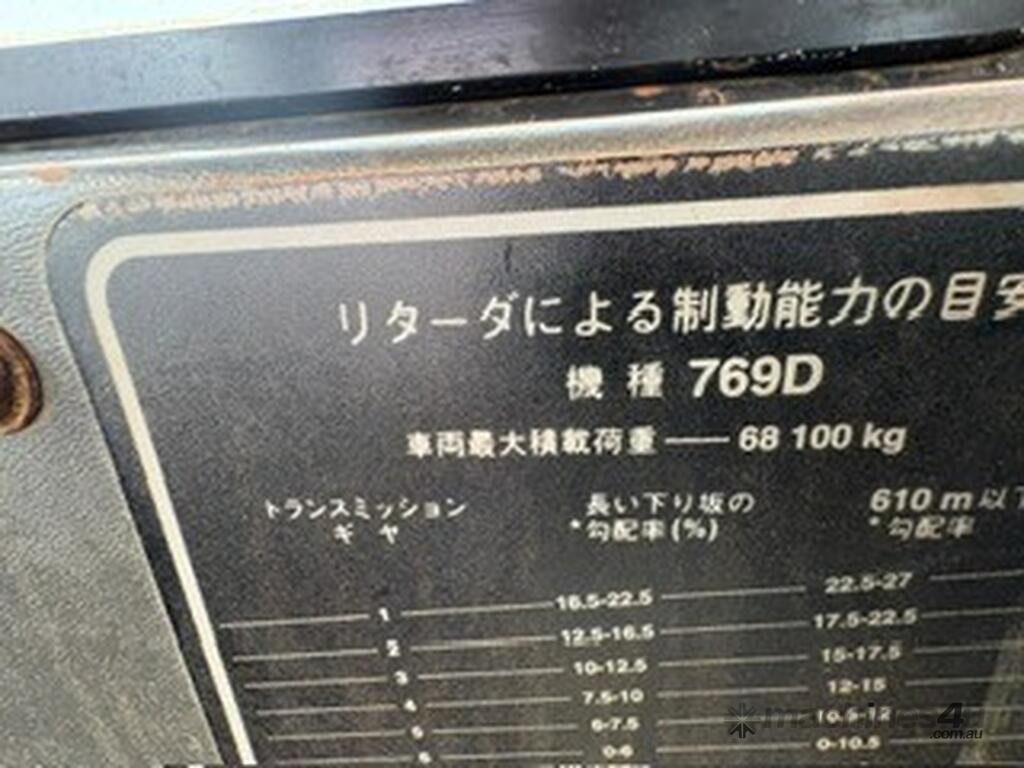 リターダによる制動能力の目安
機種 769D
車両最大積載荷重 — 68 100 kg
トランスミッション 長い下り坂の 610 m以下
ギヤ *勾配率(%) *勾配率
1 16.5-22.5 22.5-27
2 12.5-16.5 17.5-22.5
3 10-12.5 15-17.5
4 7.5-10 12-15
5 6-7.5 10.5-12
6 0-6 0-10.5
machines4u
.com.au